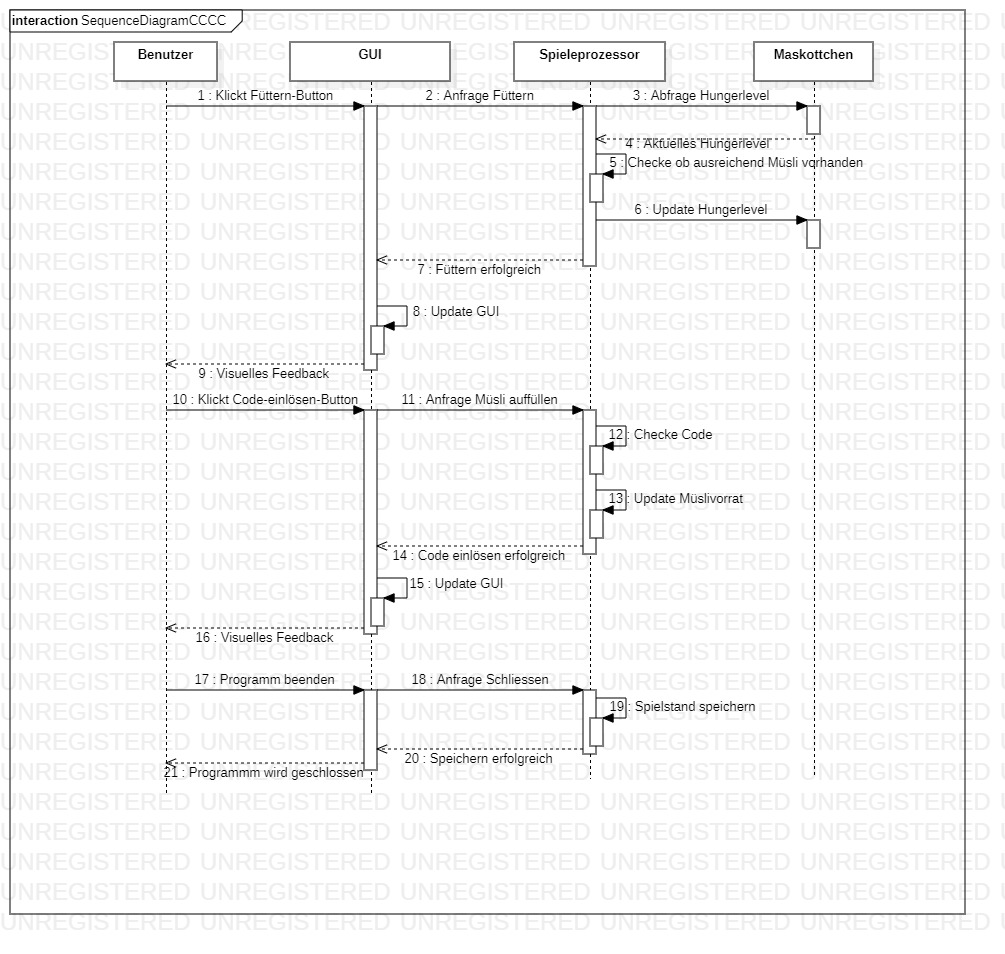 interaction SequenceDiagramCCCC
Benutzer
GUI
Spieleprozessor
Maskottchen
1 : Klickt Füttern-Button
2 : Anfrage Füttern
3 : Abfrage Hungerlevel
4 : Aktuelles Hungerlevel
5 : Checke ob ausreichend Müsli vorhanden
6 : Update Hungerlevel
7 : Füttern erfolgreich
8 : Update GUI
9 : Visuelles Feedback
10 : Klickt Code-einlösen-Button
11 : Anfrage Müsli auffüllen
12 : Checke Code
13 : Update Müslivorrat
14 : Code einlösen erfolgreich
15 : Update GUI
16 : Visuelles Feedback
17 : Programm beenden
18 : Anfrage Schliessen
19 : Spielstand speichern
20 : Speichern erfolgreich
21 : Programmm wird geschlossen
UNREGISTERED